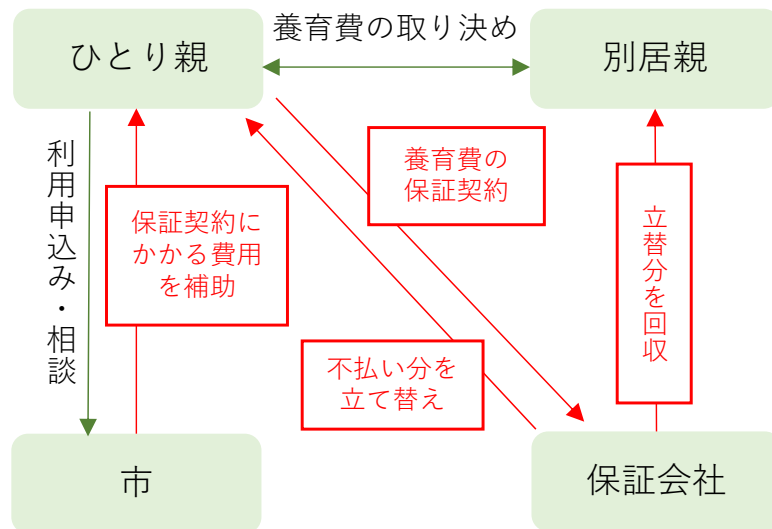 養育費の取り決め
ひとり親
別居親
利用申込み・相談
保証契約に
かかる費用
を補助
養育費の
保証契約
立替分を回収
不払い分を
立て替え
市
保証会社